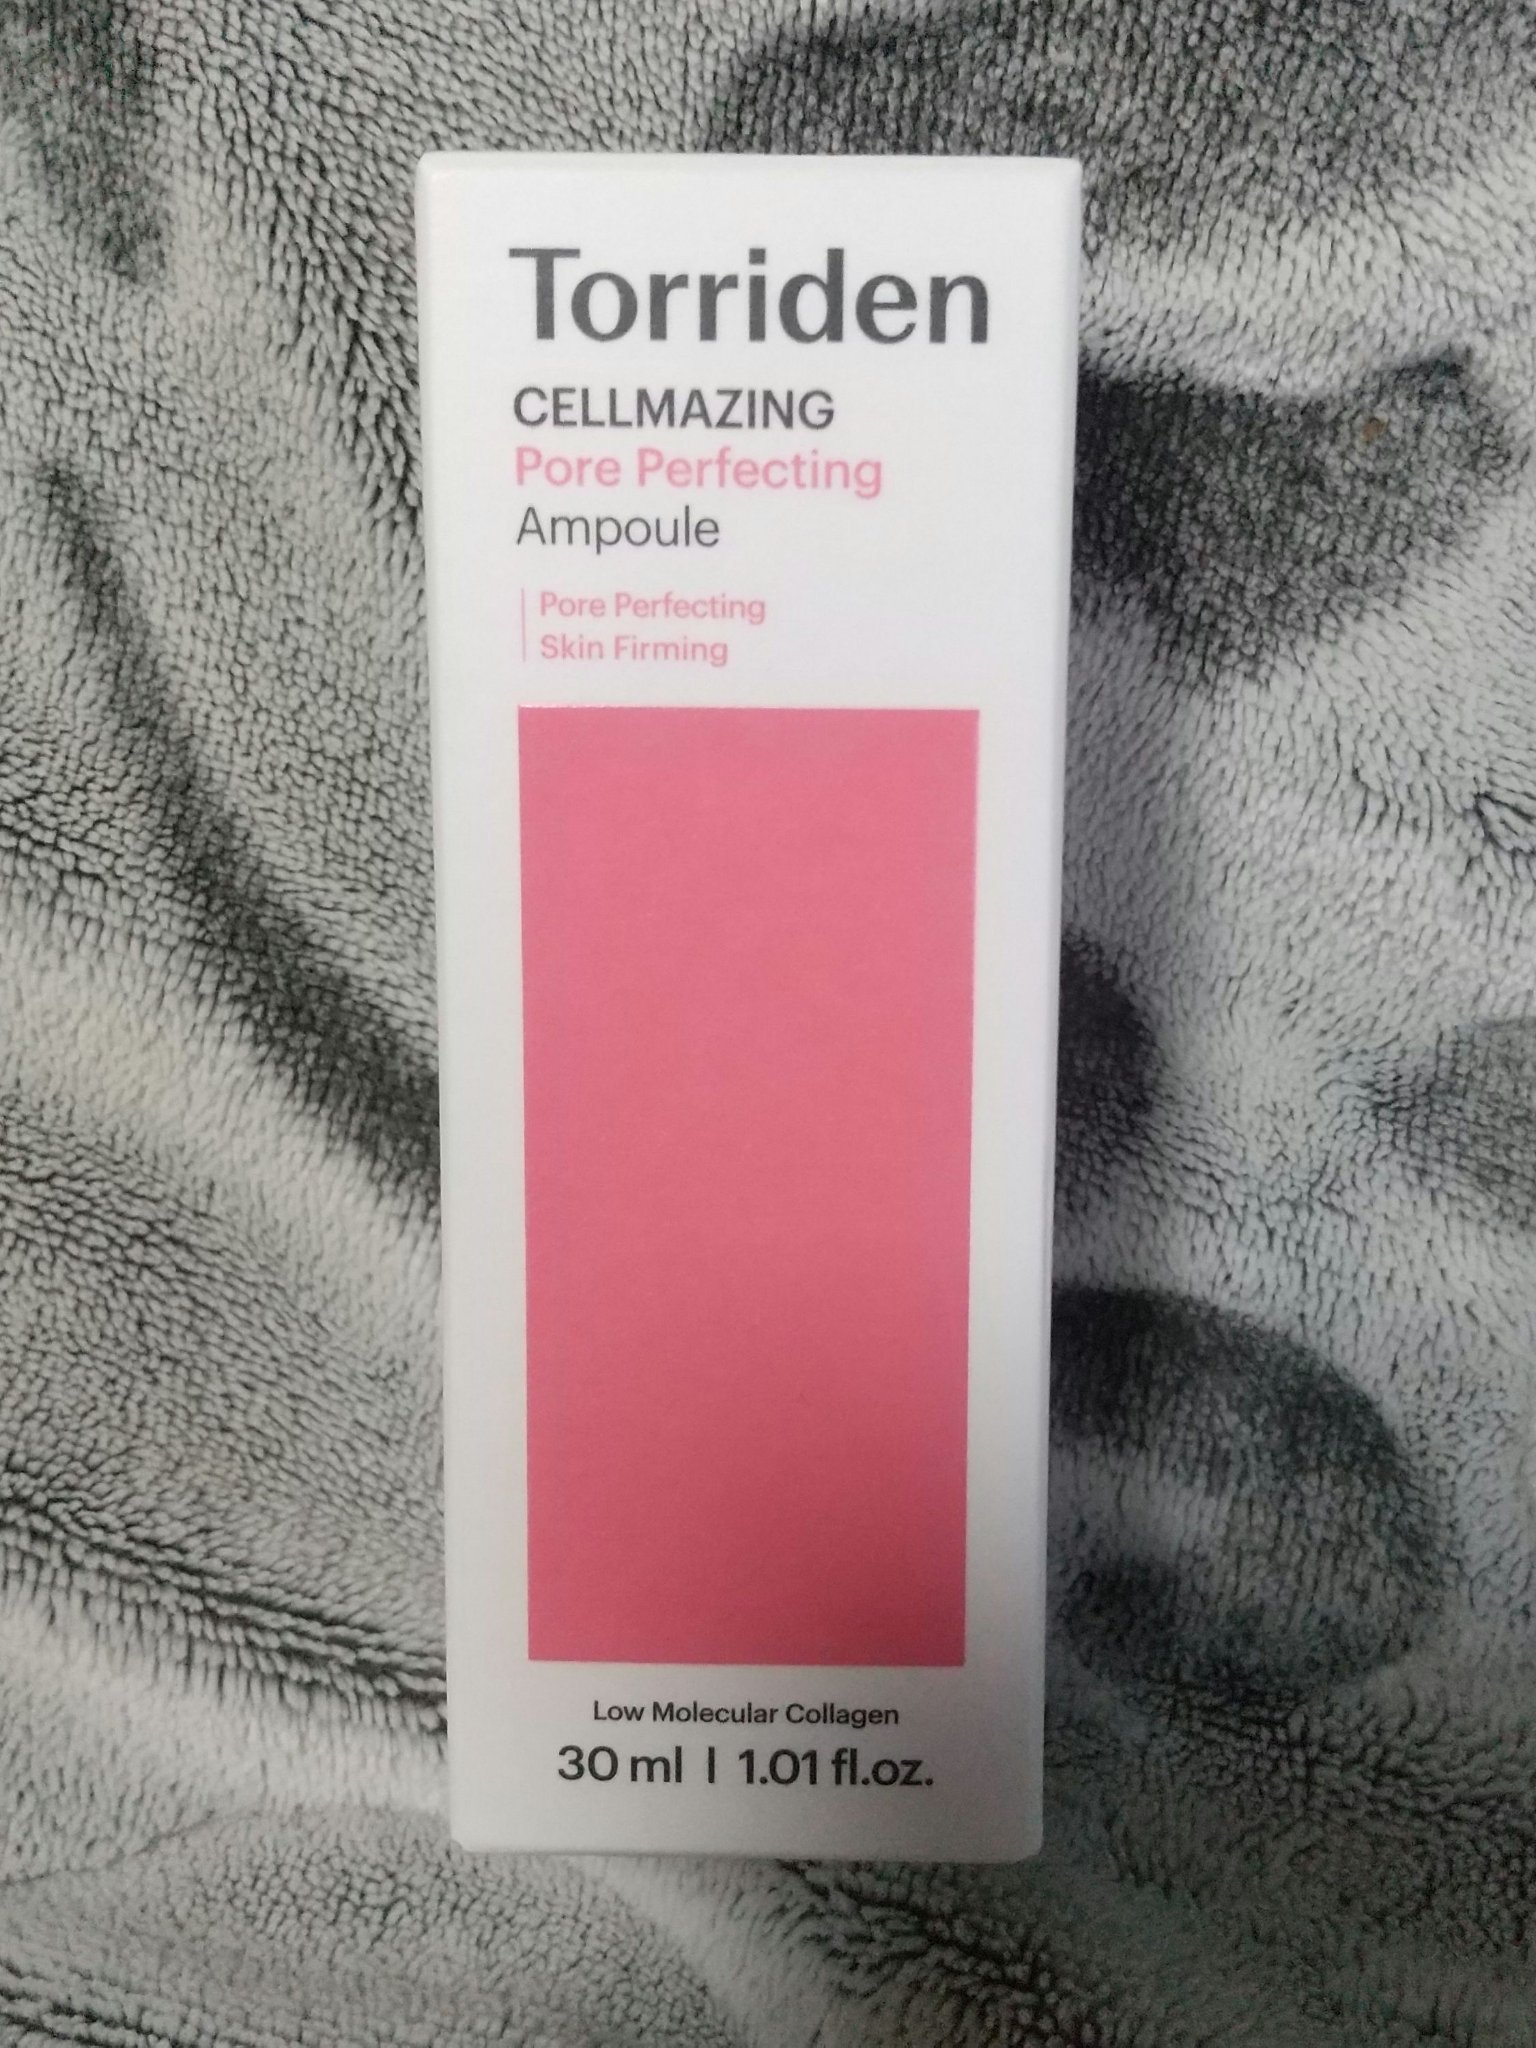 Torriden
CELLMAZING
Pore Perfecting
Ampoule
Pore Perfecting
Skin Firming
Low Molecular Collagen
30 ml | 1.01 fl.oz.